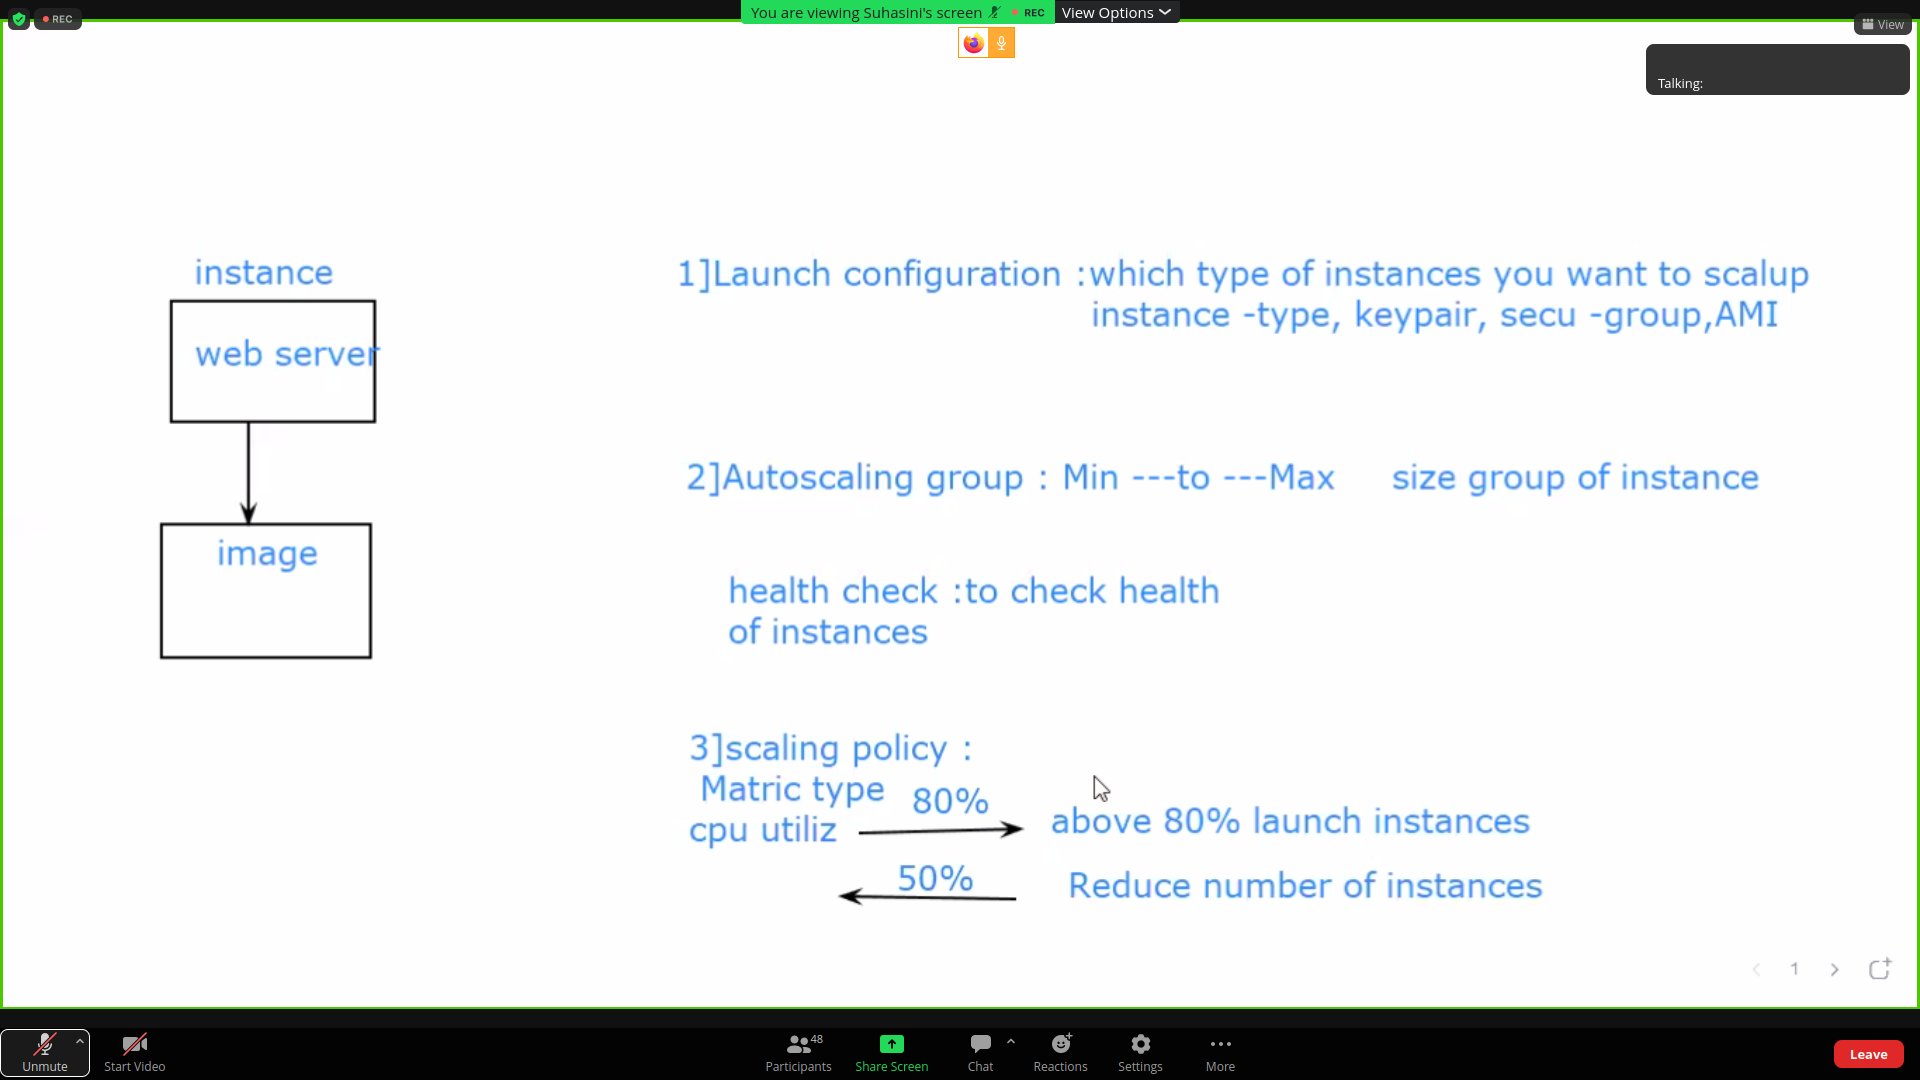 REC
You are viewing Suhasini's screen REC View Options
View
Talking:
instance
web server
image
1]Launch configuration :which type of instances you want to scalup
instance -type, keypair, secu -group,AMI
2]Autoscaling group : Min ---to ---Max size group of instance
health check :to check health
of instances
3]scaling policy :
Matric type
80%
cpu utiliz
above 80% launch instances
50%
Reduce number of instances
1
48
Unmute
Start Video
Participants
Share Screen
Chat
Reactions
Settings
More
Leave